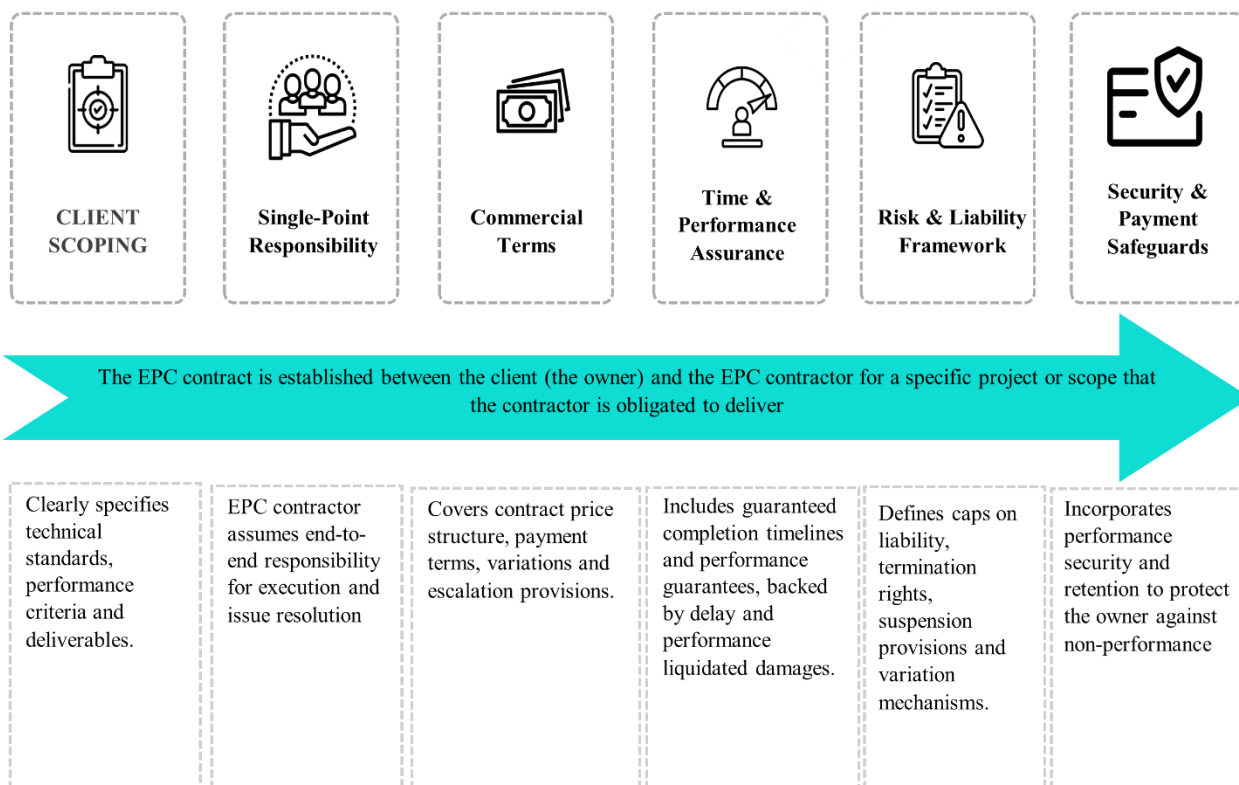 CLIENT
SCOPING
Single-Point
Responsibility
Commercial
Terms
Time &
Performance
Assurance
Risk & Liability
Framework
Security &
Payment
Safeguards
The EPC contract is established between the client (the owner) and the EPC contractor for a specific project or scope that
the contractor is obligated to deliver
Clearly specifies
technical
standards,
performance
criteria and
deliverables.
EPC contractor
assumes end-to-
end responsibility
for execution and
issue resolution
Covers contract price
structure, payment
terms, variations and
escalation provisions.
Includes guaranteed
completion timelines
and performance
guarantees, backed
by delay and
performance
liquidated damages.
Defines caps on
liability,
termination
rights,
suspension
provisions and
variation
mechanisms.
Incorporates
performance
security and
retention to protect
the owner against
non-performance